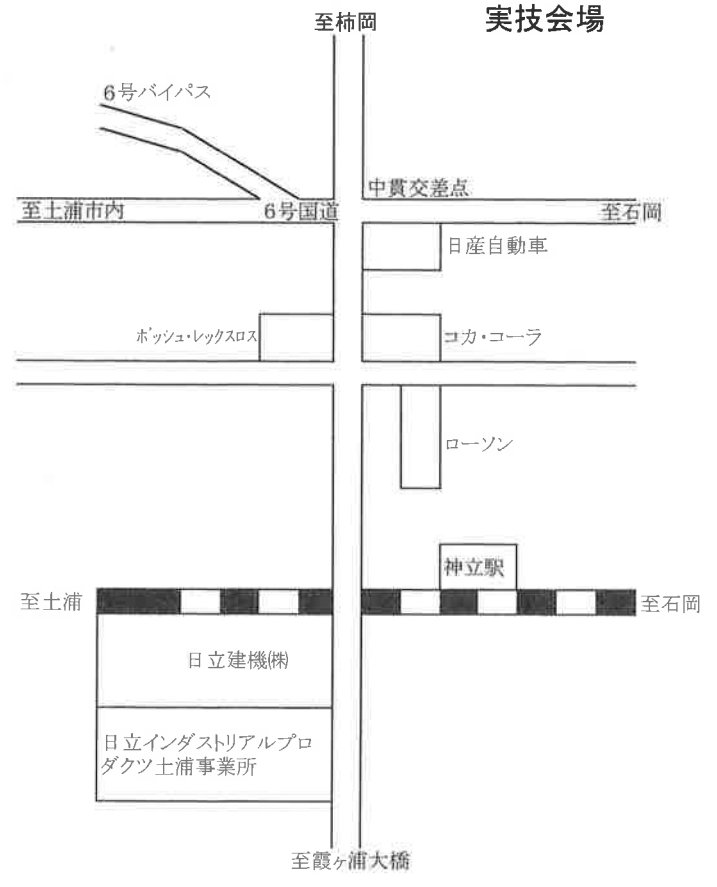 至柿岡
実技会場
6号バイパス
中貫交差点
至土浦市内
6号国道
至石岡
日産自動車
ボッシュ・レックスロス
コカ・コーラ
ローソン
神立駅
至土浦
至石岡
日立建機㈱
日立インダストリアルプロ
ダクツ土浦事業所
至霞ヶ浦大橋